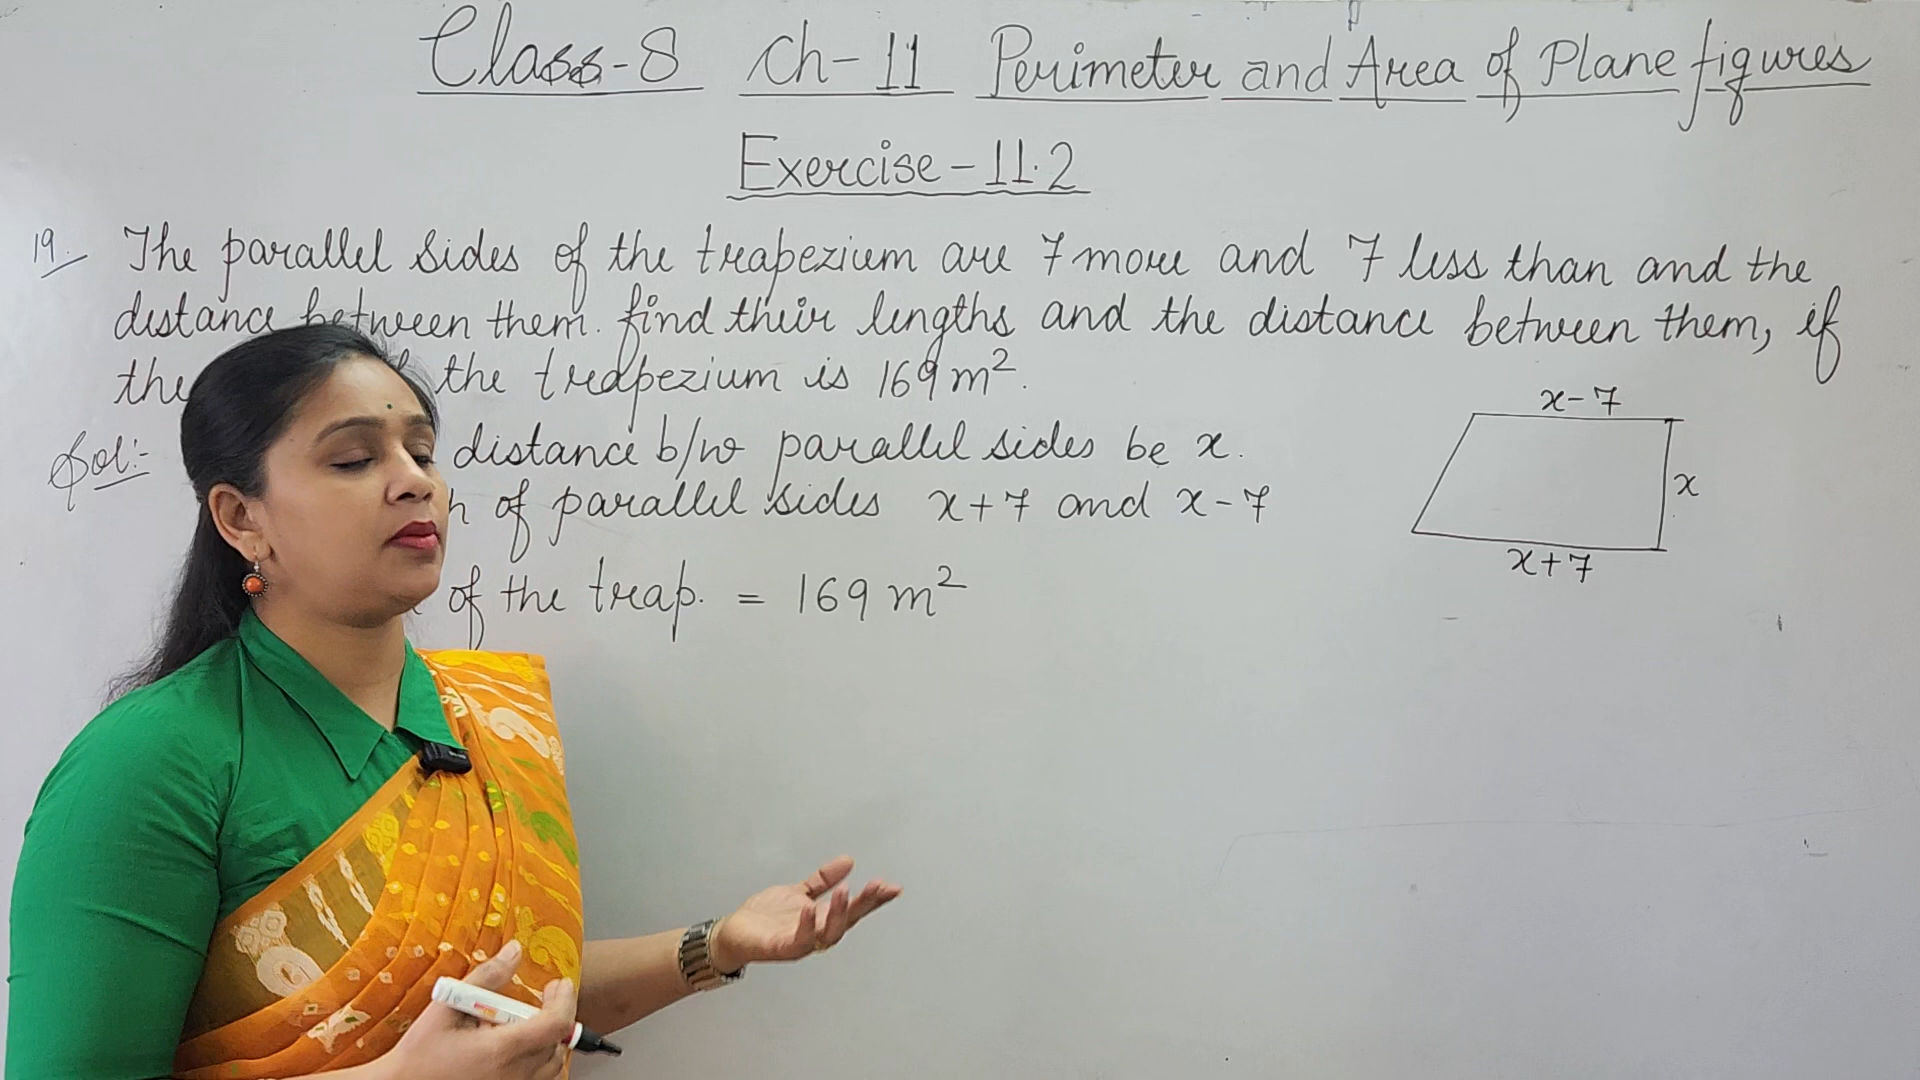 Class-8 Ch-11 Perimeter and Area of Plane figures
Exercise-11.2
19. The parallel sides of the trapezium are 7 more and 7 less than and the
distance between them. find their lengths and the distance between them, if
the the trapezium is 169 m².
Sol:- distance b/w parallel sides be x.
of parallel sides x+7 and x-7
of the trap. = 169 m²
x-7
x
x+7